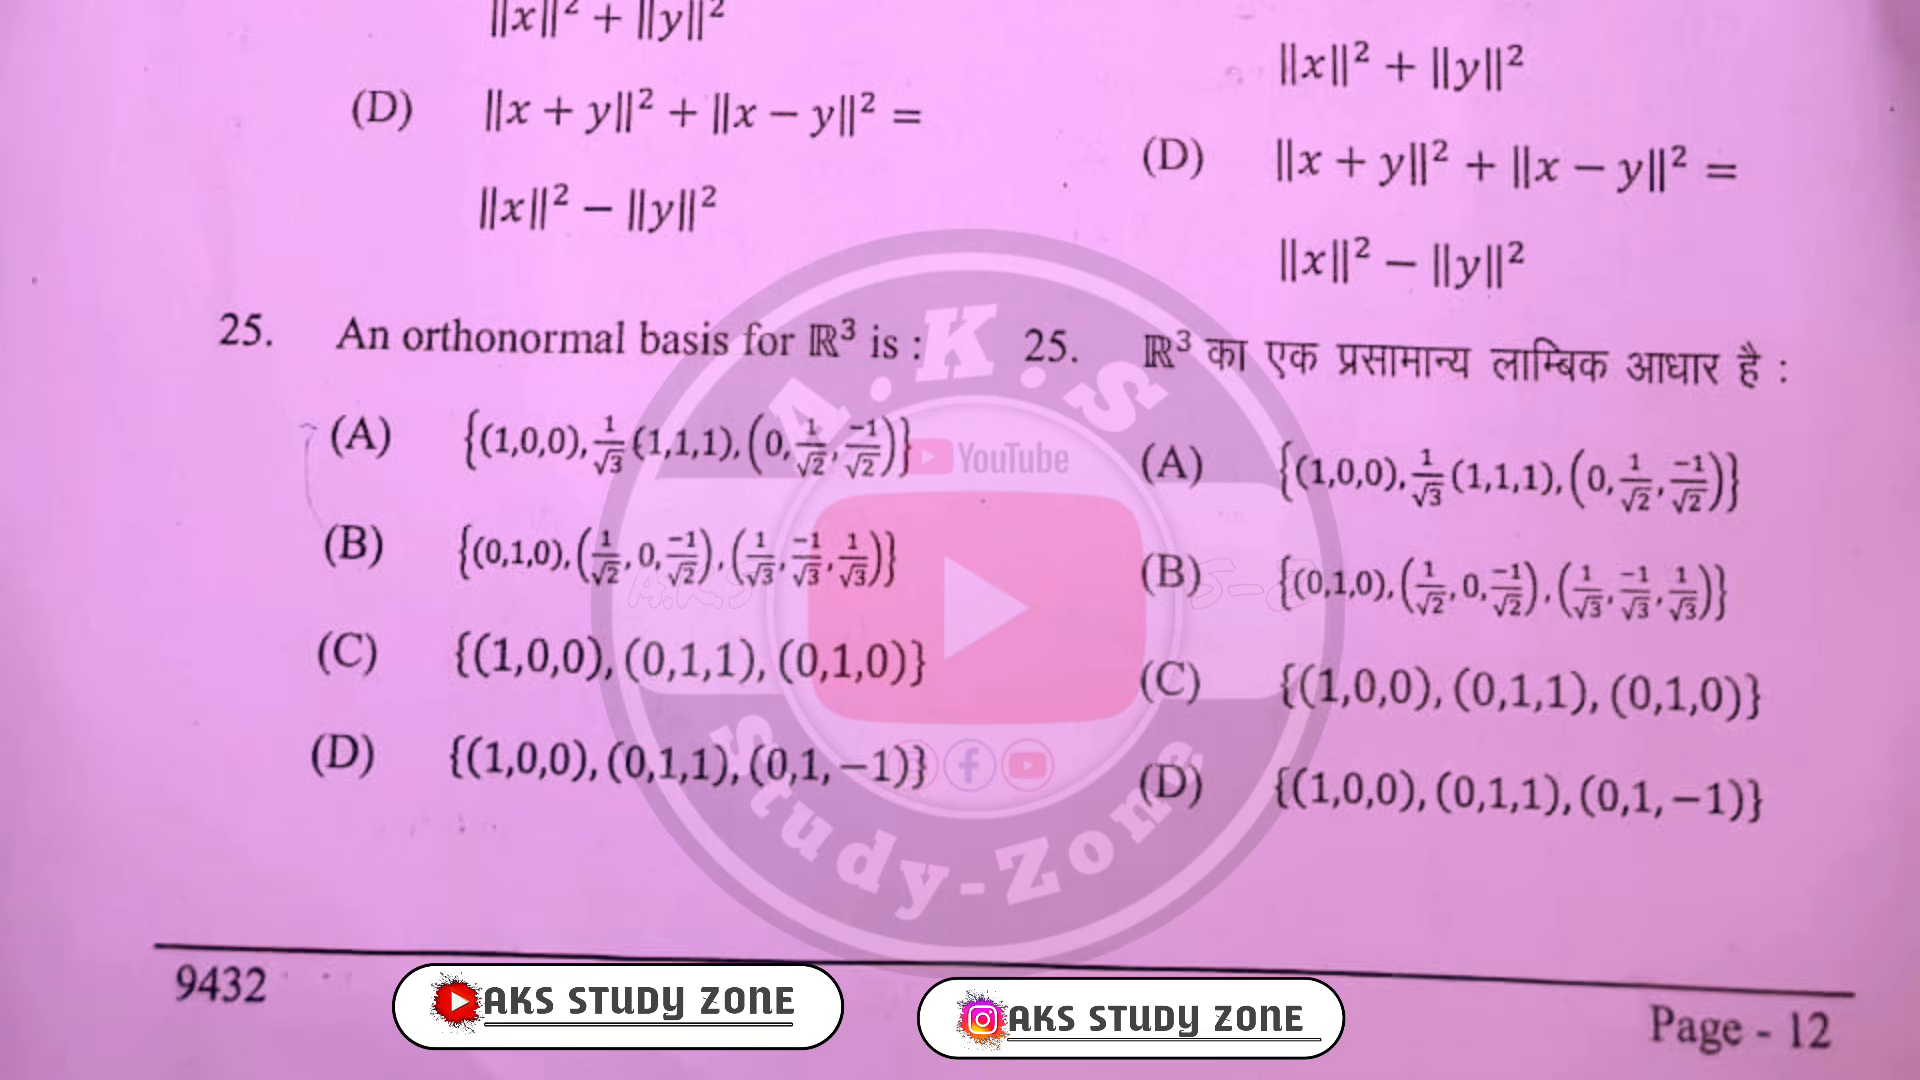 ‖x‖² + ‖y‖²
(D) ‖x + y‖² + ‖x − y‖² =
‖x‖² − ‖y‖²
25. An orthonormal basis for ℝ³ is :
(A) {(1,0,0), 1/√3 (1,1,1), (0, 1/√2, −1/√2)}
(B) {(0,1,0), (1/√2, 0, −1/√2), (1/√3, −1/√3, 1/√3)}
(C) {(1,0,0), (0,1,1), (0,1,0)}
(D) {(1,0,0), (0,1,1), (0,1,−1)}
‖x‖² + ‖y‖²
(D) ‖x + y‖² + ‖x − y‖² =
‖x‖² − ‖y‖²
25. ℝ³ का एक प्रसामान्य लाम्बिक आधार है :
(A) {(1,0,0), 1/√3 (1,1,1), (0, 1/√2, −1/√2)}
(B) {(0,1,0), (1/√2, 0, −1/√2), (1/√3, −1/√3, 1/√3)}
(C) {(1,0,0), (0,1,1), (0,1,0)}
(D) {(1,0,0), (0,1,1), (0,1,−1)}
A.K.S
YouTube
Study-Zone
9432
AKS STUDY ZONE
AKS STUDY ZONE
Page - 12